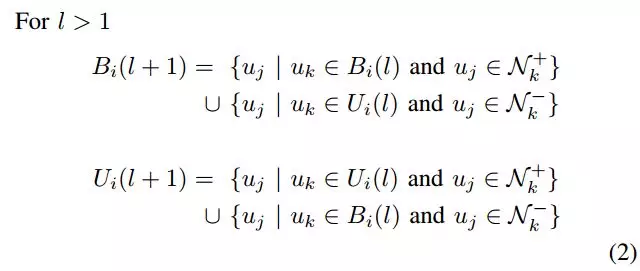 For l > 1
B_i(l + 1) = {u_j | u_k ∈ B_i(l) and u_j ∈ 𝒩_k^+}
∪ {u_j | u_k ∈ U_i(l) and u_j ∈ 𝒩_k^−}
U_i(l + 1) = {u_j | u_k ∈ U_i(l) and u_j ∈ 𝒩_k^+}
∪ {u_j | u_k ∈ B_i(l) and u_j ∈ 𝒩_k^−}
(2)